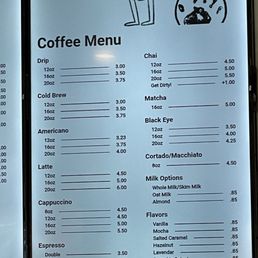 Coffee Menu
Drip
12oz 3.00
16oz 3.50
20oz 3.75
Cold Brew
12oz 3.00
16oz 3.50
20oz 3.75
Americano
12oz 3.23
16oz 3.75
20oz 4.00
Latte
12oz 4.50
16oz 5.00
20oz 6.00
Cappuccino
8oz 4.50
12oz 4.50
16oz 5.00
20oz 5.50
Espresso
Double 3.50
Chai
12oz 4.50
16oz 5.00
20oz 5.50
Get Dirty! +1.00
Matcha
16oz 5.00
Black Eye
12oz 3.50
16oz 4.00
20oz 4.25
Cortado/Macchiato
8oz 4.50
Milk Options
Whole Milk/Skim Milk
Oat Milk .85
Almond .85
Flavors
Vanilla .85
Mocha .85
Salted Caramel .85
Hazelnut .85
Lavendar .85